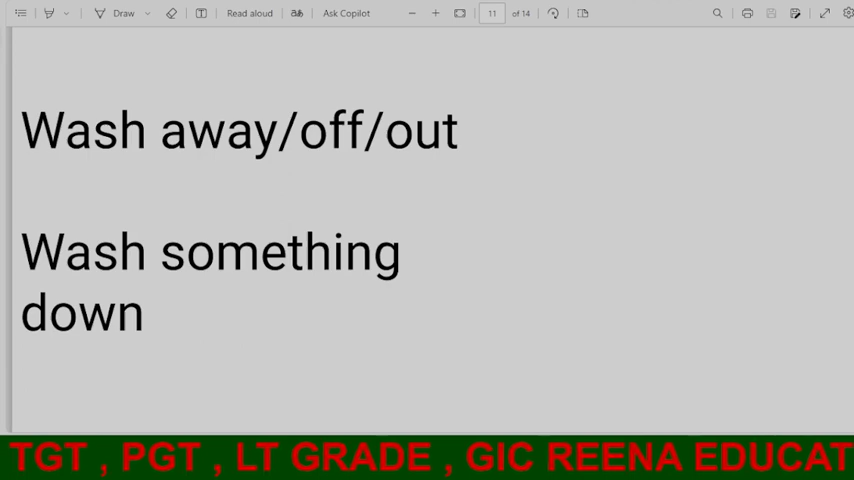 Draw
Read aloud
Ask Copilot
11 of 14
Wash away/off/out
Wash something
down
TGT , PGT , LT GRADE , GIC REENA EDUCAT